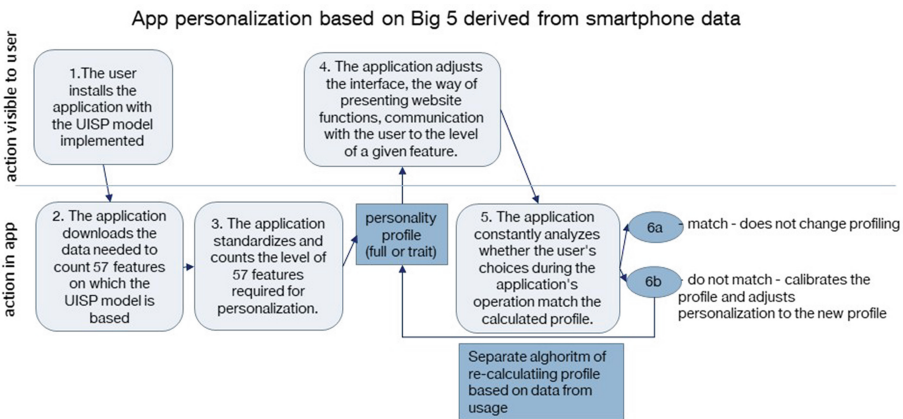 App personalization based on Big 5 derived from smartphone data
action visible to user
1.The user
installs the
application with
the UISP model
implemented
4. The application adjusts
the interface, the way of
presenting website
functions, communication
with the user to the level
of a given feature.
action in app
2. The application
downloads the
data needed to
count 57 features
on which the
UISP model is
based
3. The application
standardizes and
counts the level of
57 features
required for
personalization.
personality
profile
(full or trait)
5. The application
constantly analyzes
whether the user's
choices during the
application's
operation match the
calculated profile.
6a
- match - does not change profiling
6b
- do not match - calibrates the
profile and adjusts
personalization to the new profile
Separate alghoritm of
re-calculatiing profile
based on data from
usage